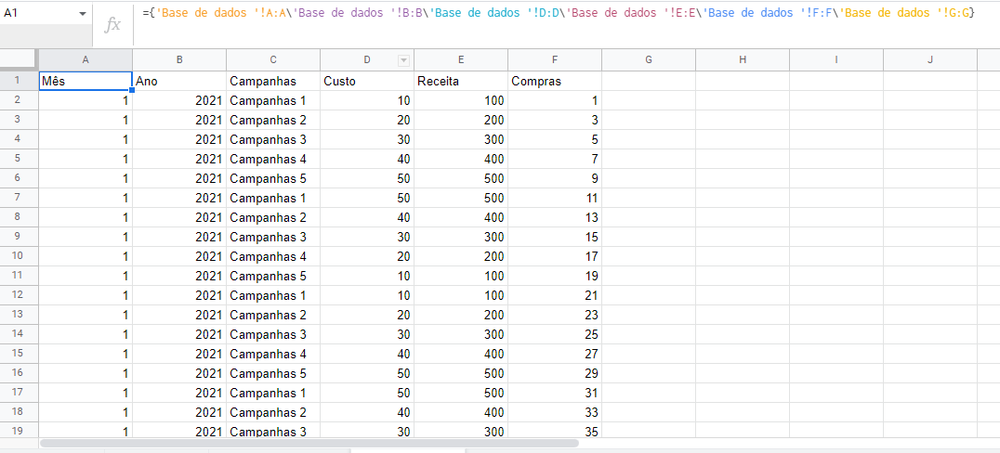 A1 fx ={'Base de dados '!A:A\'Base de dados '!B:B\'Base de dados '!D:D\'Base de dados '!E:E\'Base de dados '!F:F\'Base de dados '!G:G}
A B C D E F G H I J
1 Mês Ano Campanhas Custo Receita Compras
2 1 2021 Campanhas 1 10 100 1
3 1 2021 Campanhas 2 20 200 3
4 1 2021 Campanhas 3 30 300 5
5 1 2021 Campanhas 4 40 400 7
6 1 2021 Campanhas 5 50 500 9
7 1 2021 Campanhas 1 50 500 11
8 1 2021 Campanhas 2 40 400 13
9 1 2021 Campanhas 3 30 300 15
10 1 2021 Campanhas 4 20 200 17
11 1 2021 Campanhas 5 10 100 19
12 1 2021 Campanhas 1 10 100 21
13 1 2021 Campanhas 2 20 200 23
14 1 2021 Campanhas 3 30 300 25
15 1 2021 Campanhas 4 40 400 27
16 1 2021 Campanhas 5 50 500 29
17 1 2021 Campanhas 1 50 500 31
18 1 2021 Campanhas 2 40 400 33
19 1 2021 Campanhas 3 30 300 35